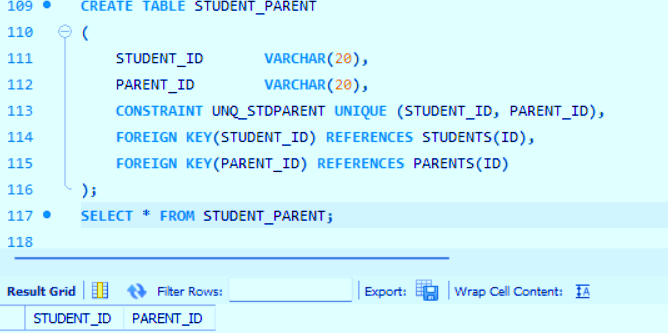 109 CREATE TABLE STUDENT_PARENT
110 (
111 STUDENT_ID VARCHAR(20),
112 PARENT_ID VARCHAR(20),
113 CONSTRAINT UNQ_STDPARENT UNIQUE (STUDENT_ID, PARENT_ID),
114 FOREIGN KEY(STUDENT_ID) REFERENCES STUDENTS(ID),
115 FOREIGN KEY(PARENT_ID) REFERENCES PARENTS(ID)
116 );
117 SELECT * FROM STUDENT_PARENT;
118
Result Grid Filter Rows: Export: Wrap Cell Content:
STUDENT_ID PARENT_ID